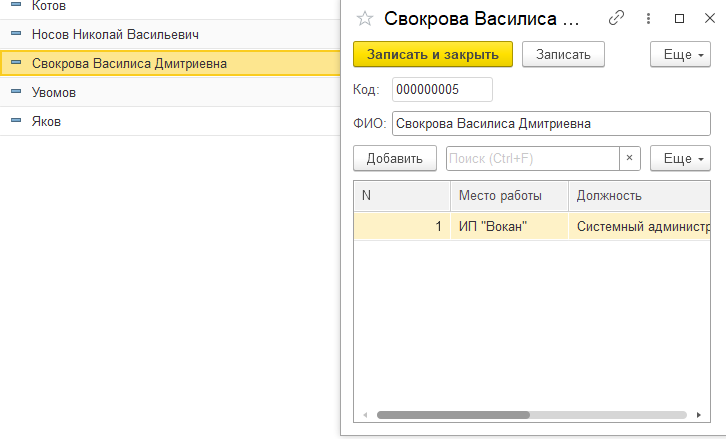 Котов
Носов Николай Васильевич
Свокрова Василиса Дмитриевна
Увомов
Яков
Свокрова Василиса ...
Записать и закрыть Записать Еще
Код: 000000005
ФИО: Свокрова Василиса Дмитриевна
Добавить Поиск (Ctrl+F) × Еще
N Место работы Должность
1 ИП "Вокан" Системный администр